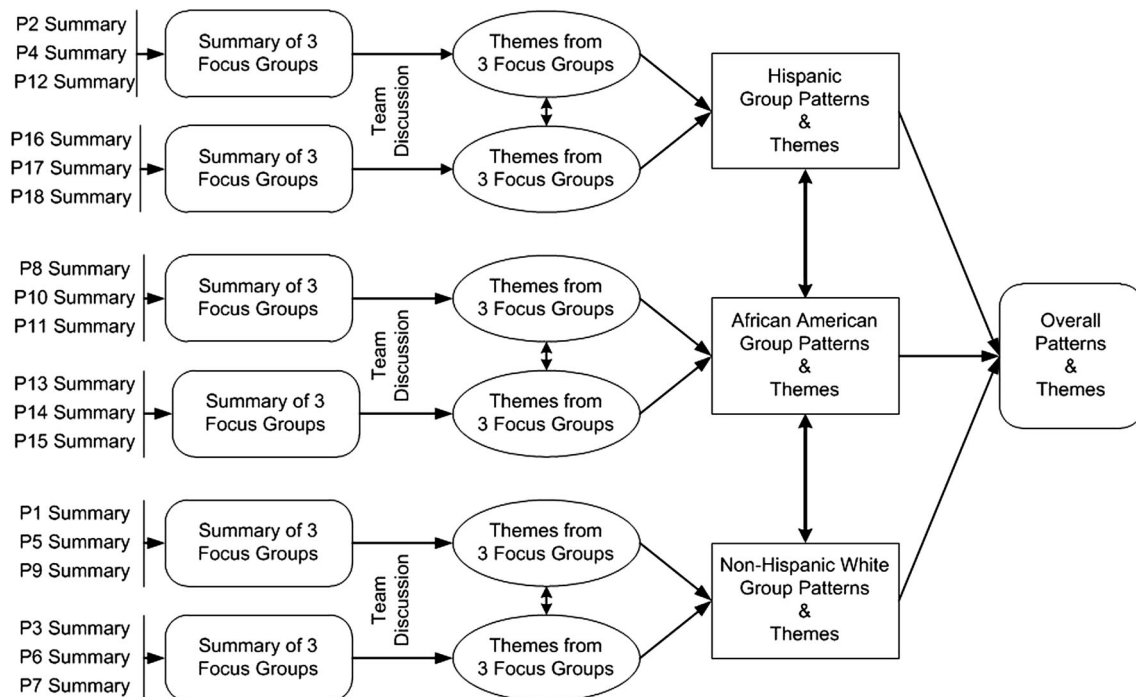 P2 Summary
P4 Summary
P12 Summary
Summary of 3
Focus Groups
Team
Discussion
Themes from
3 Focus Groups
P16 Summary
P17 Summary
P18 Summary
Summary of 3
Focus Groups
Themes from
3 Focus Groups
Hispanic
Group Patterns
&
Themes
P8 Summary
P10 Summary
P11 Summary
Summary of 3
Focus Groups
Team
Discussion
Themes from
3 Focus Groups
P13 Summary
P14 Summary
P15 Summary
Summary of 3
Focus Groups
Themes from
3 Focus Groups
African American
Group Patterns
&
Themes
P1 Summary
P5 Summary
P9 Summary
Summary of 3
Focus Groups
Team
Discussion
Themes from
3 Focus Groups
P3 Summary
P6 Summary
P7 Summary
Summary of 3
Focus Groups
Themes from
3 Focus Groups
Non-Hispanic White
Group Patterns
&
Themes
Overall
Patterns
&
Themes